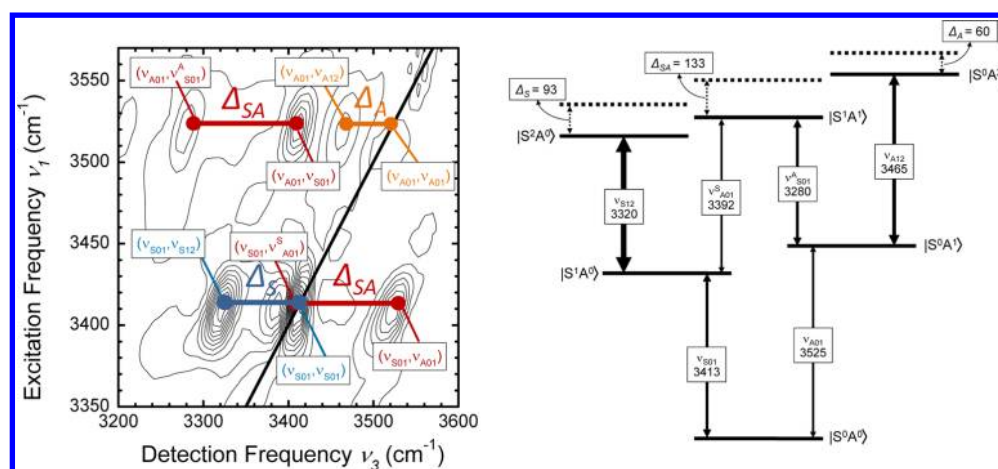 3550
3500
3450
3400
3350
3200 3300 3400 3500 3600
Excitation Frequency ν1 (cm-1)
Detection Frequency ν3 (cm-1)
(νA01,νAS01)
(νA01,νA12)
ΔSA
ΔA
(νA01,νS01)
(νA01,νA01)
(νS01,νS12)
(νS01,νSA01)
ΔS
ΔSA
(νS01,νS01)
(νS01,νA01)
ΔA = 60
ΔSA = 133
ΔS = 93
|S1A1⟩
|S2A0⟩
νA12
3465
νAS01
3280
νSA01
3392
νS12
3320
|S0A1⟩
|S1A0⟩
νA01
3525
νS01
3413
|S0A0⟩